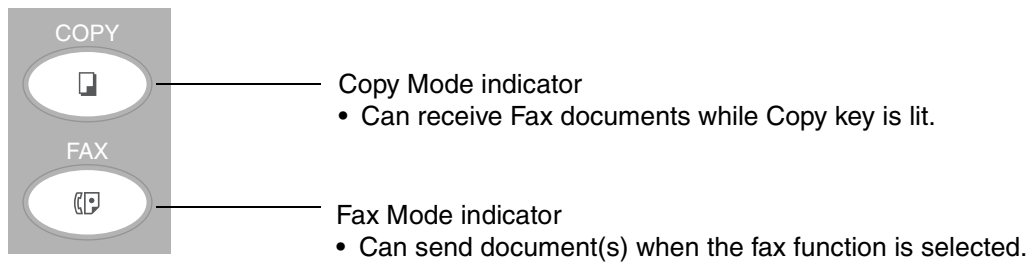 COPY
Copy Mode indicator
• Can receive Fax documents while Copy key is lit.
FAX
Fax Mode indicator
• Can send document(s) when the fax function is selected.